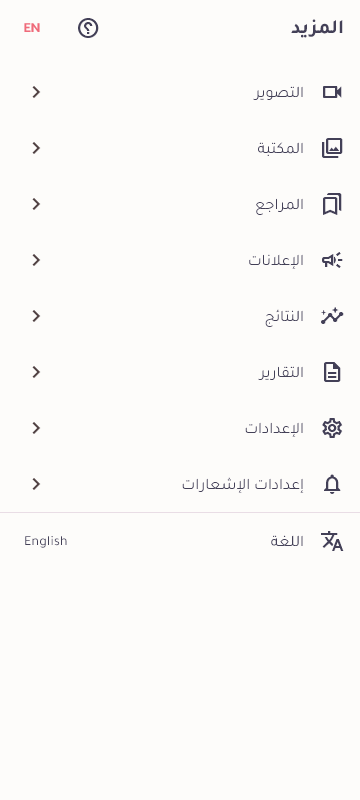 المزيد
EN
التصوير
المكتبة
المراجع
الإعلانات
النتائج
التقارير
الإعدادات
إعدادات الإشعارات
اللغة
English